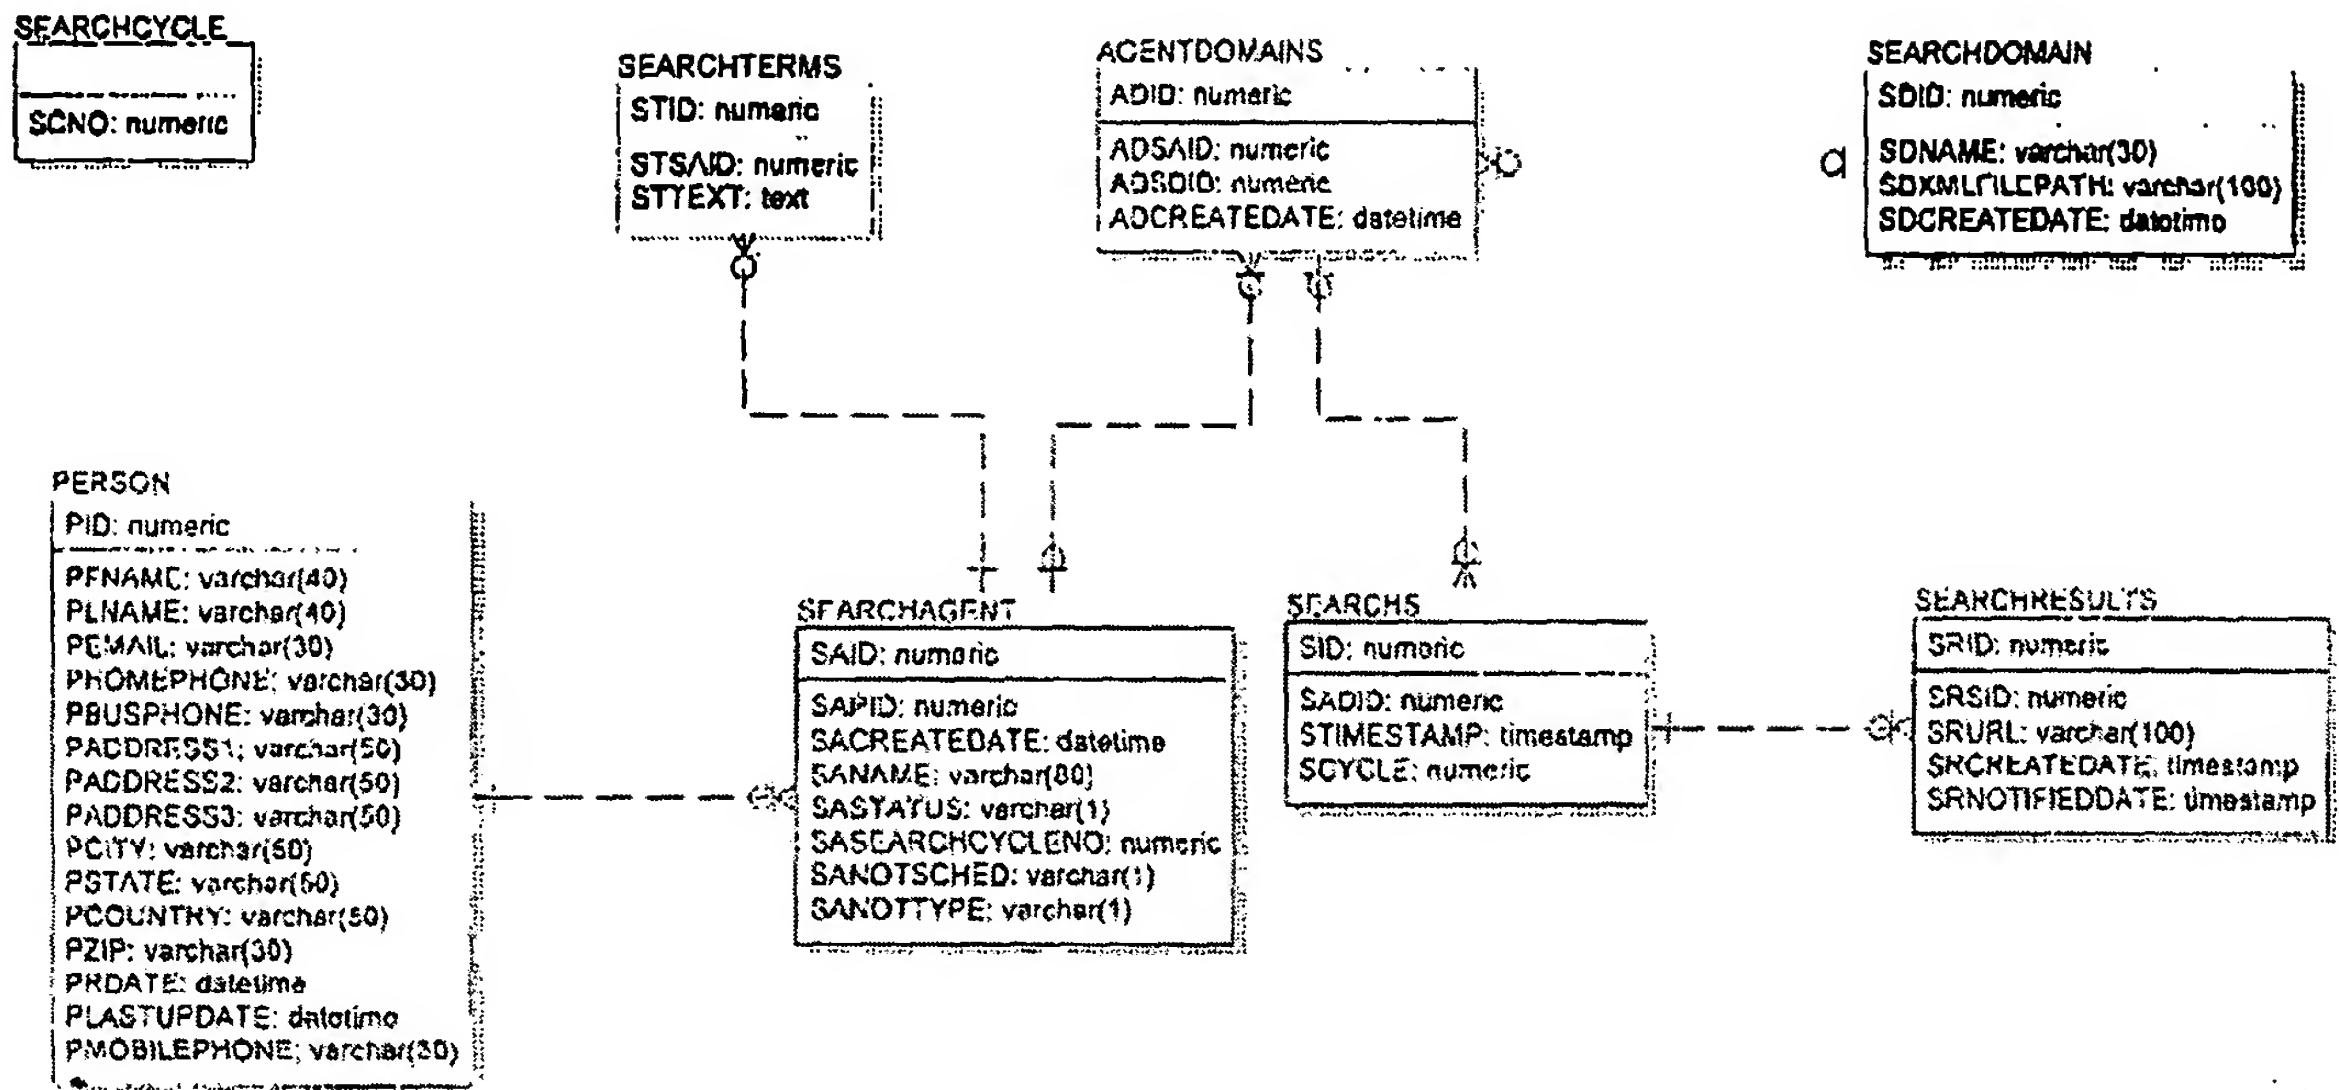 SEARCHCYCLE
SCNO: numeric
SEARCHTERMS
STID: numeric
STSAID: numeric
STTEXT: text
AGENTDOMAINS
ADID: numeric
ADSAID: numeric
ADSDID: numeric
ADCREATEDATE: datetime
SEARCHDOMAIN
SDID: numeric
SDNAME: varchar(30)
SDXMLFILEPATH: varchar(100)
SDCREATEDATE: datetime
PERSON
PID: numeric
PFNAME: varchar(40)
PLNAME: varchar(40)
PEMAIL: varchar(30)
PHOMEPHONE: varchar(30)
PBUSPHONE: varchar(30)
PADDRESS1: varchar(50)
PADDRESS2: varchar(50)
PADDRESS3: varchar(50)
PCITY: varchar(50)
PSTATE: varchar(50)
PCOUNTRY: varchar(50)
PZIP: varchar(30)
PRDATE: datetime
PLASTUPDATE: datetime
PMOBILEPHONE: varchar(30)
SEARCHAGENT
SAID: numeric
SAPID: numeric
SACREATEDATE: datetime
SANAME: varchar(80)
SASTATUS: varchar(1)
SASEARCHCYCLENO: numeric
SANOTSCHED: varchar(1)
SANOTTYPE: varchar(1)
SEARCHS
SID: numeric
SADID: numeric
STIMESTAMP: timestamp
SCYCLE: numeric
SEARCHRESULTS
SRID: numeric
SRSID: numeric
SRURL: varchar(100)
SRCREATEDATE: timestamp
SRNOTIFIEDDATE: timestamp